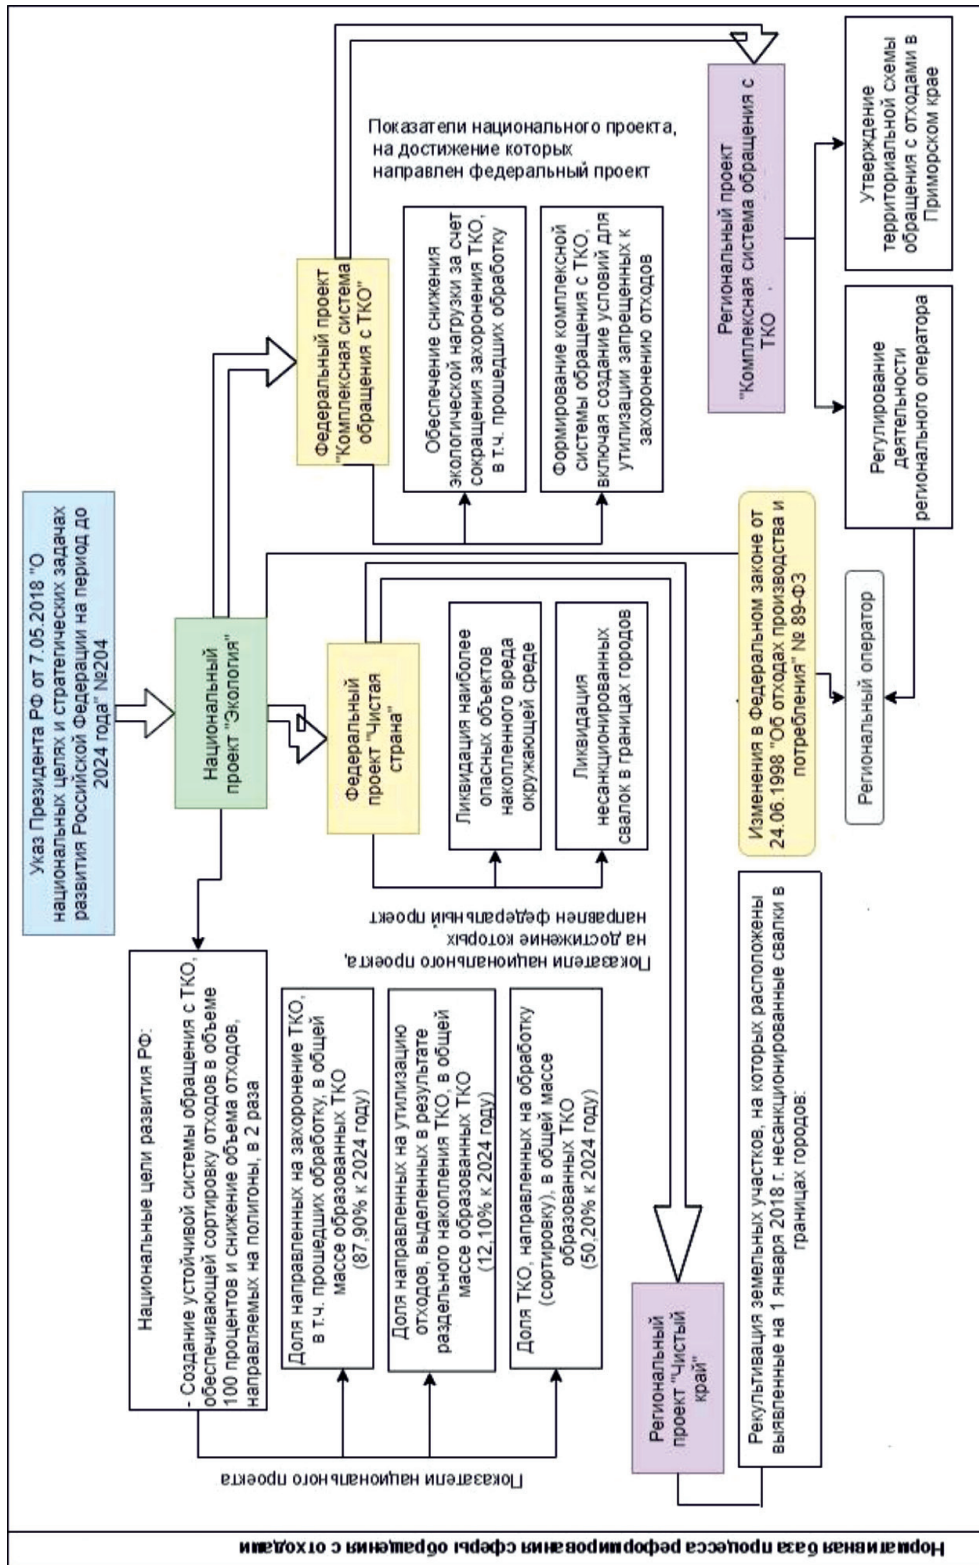 Нормативная база процесса реформирования сферы обращения с отходами
Указ Президента РФ от 7.05.2018 "О
национальных целях и стратегических задачах
развития Российской Федерации на период до
2024 года" №204
Национальный
проект "Экология"
Национальные цели развития РФ:
- Создание устойчивой системы обращения с ТКО,
обеспечивающей сортировку отходов в объеме
100 процентов и снижение объема отходов,
направляемых на полигоны, в 2 раза
Показатели национального проекта
Доля направленных на захоронение ТКО,
в т.ч. прошедших обработку, в общей
массе образованных ТКО
(87,90% к 2024 году)
Доля направленных на утилизацию
отходов, выделенных в результате
раздельного накопления ТКО, в общей
массе образованных ТКО
(12,10% к 2024 году)
Доля ТКО, направленных на обработку
(сортировку), в общей массе
образованных ТКО
(50,20% к 2024 году)
Федеральный
проект "Чистая
страна"
Показатели национального проекта,
на достижение которых
направлен федеральный проект
Ликвидация наиболее
опасных объектов
накопленного вреда
окружающей среде
Ликвидация
несанкционированных
свалок в границах городов
Федеральный проект
"Комплексная система
обращения с ТКО"
Показатели национального проекта,
на достижение которых
направлен федеральный проект
Обеспечение снижения
экологической нагрузки за счет
сокращения захоронения ТКО,
в т.ч. прошедших обработку
Формирование комплексной
системы обращения с ТКО,
включая создание условий для
утилизации запрещенных к
захоронению отходов
Региональный
проект "Чистый
край"
Рекультивация земельных участков, на которых расположены
выявленные на 1 января 2018 г. несанкционированные свалки в
границах городов:
Изменения в Федеральном законе от
24.06.1998 "Об отходах производства и
потребления" № 89-ФЗ
Региональный оператор
Региональный проект
"Комплексная система обращения с
ТКО
Регулирование
деятельности
регионального оператора
Утверждение
территориальной схемы
обращения с отходами в
Приморском крае